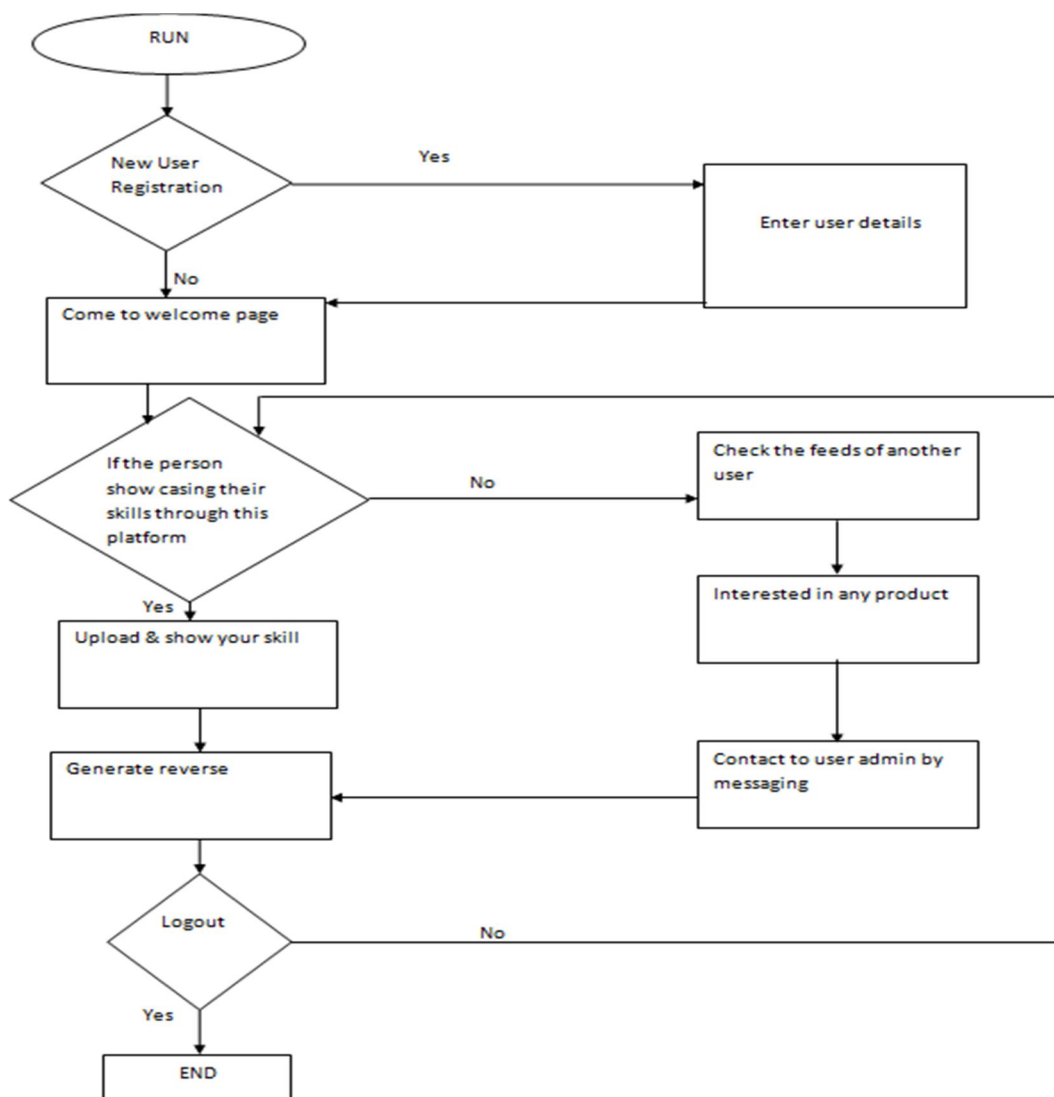 RUN
New User
Registration
Yes
Enter user details
No
Come to welcome page
If the person
show casing their
skills through this
platform
No
Check the feeds of another
user
Interested in any product
Yes
Upload & show your skill
Generate reverse
Contact to user admin by
messaging
Logout
No
Yes
END